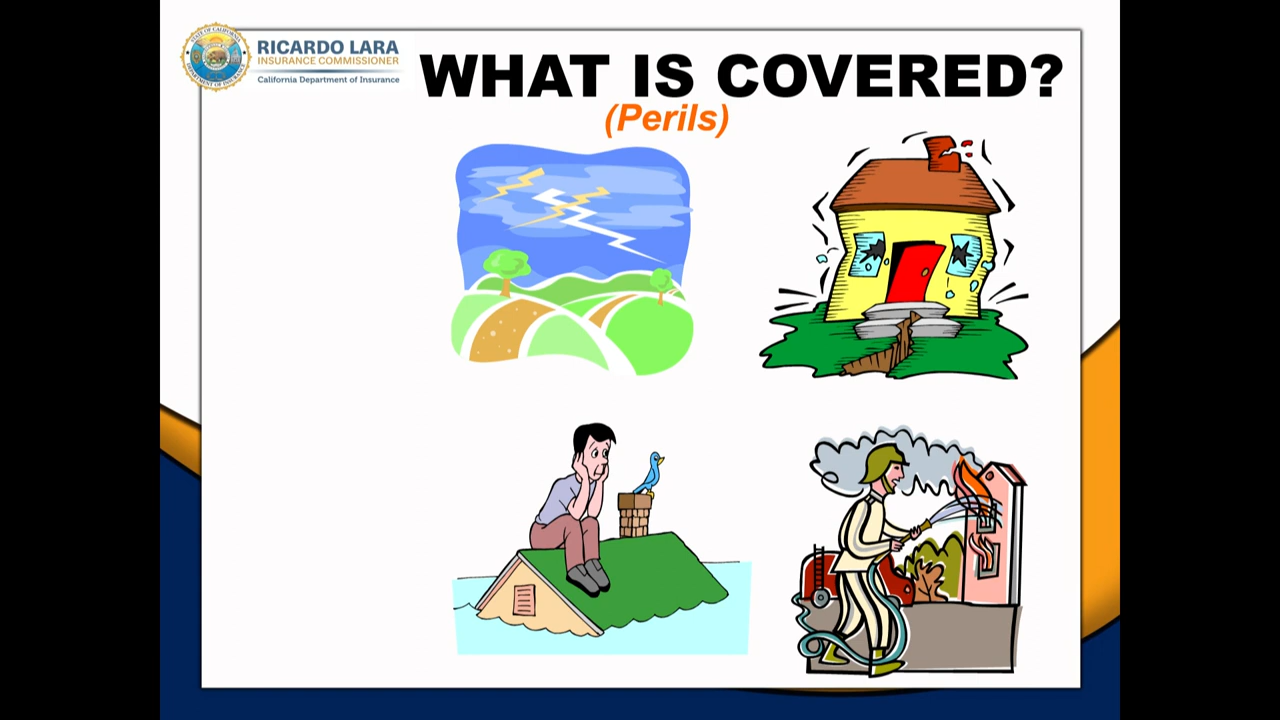 RICARDO LARA
INSURANCE COMMISSIONER
California Department of Insurance
WHAT IS COVERED?
(Perils)